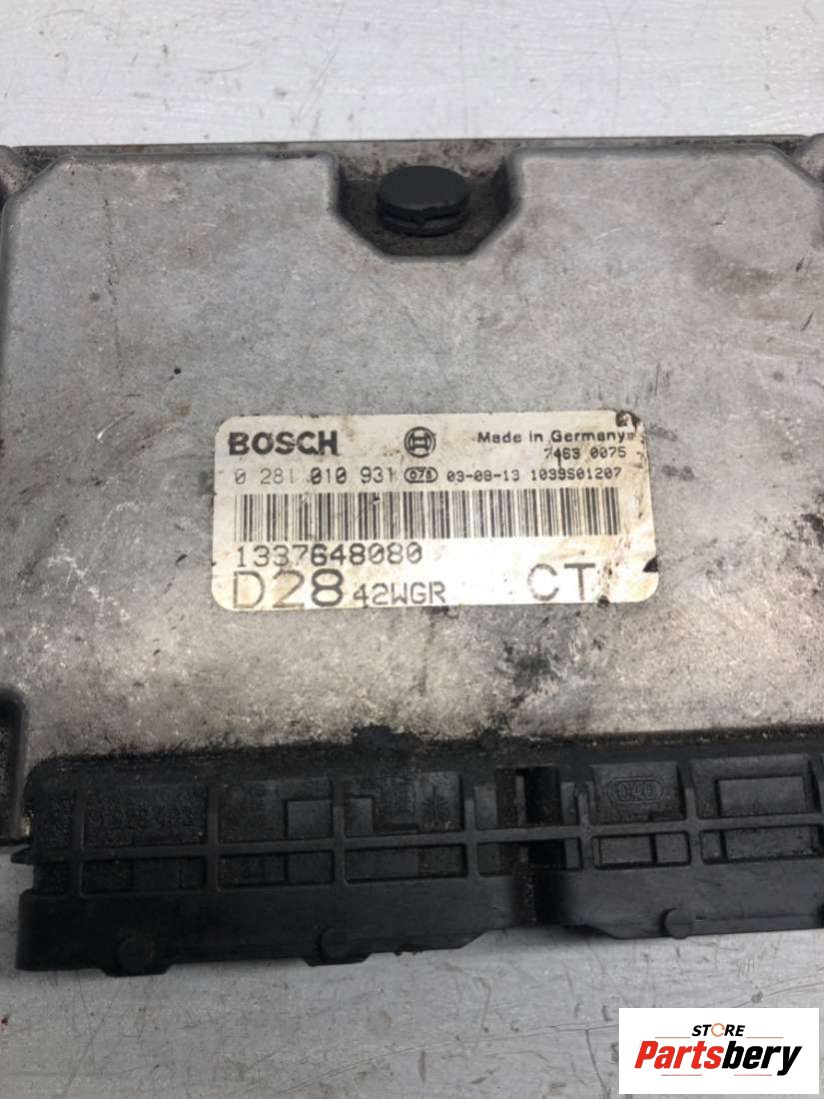 BOSCH Made in Germany
7463 0075
0 281 010 931 078 03-08-13 1039S01207
1337648080
D28 42WGR CT
STORE
Partsbery